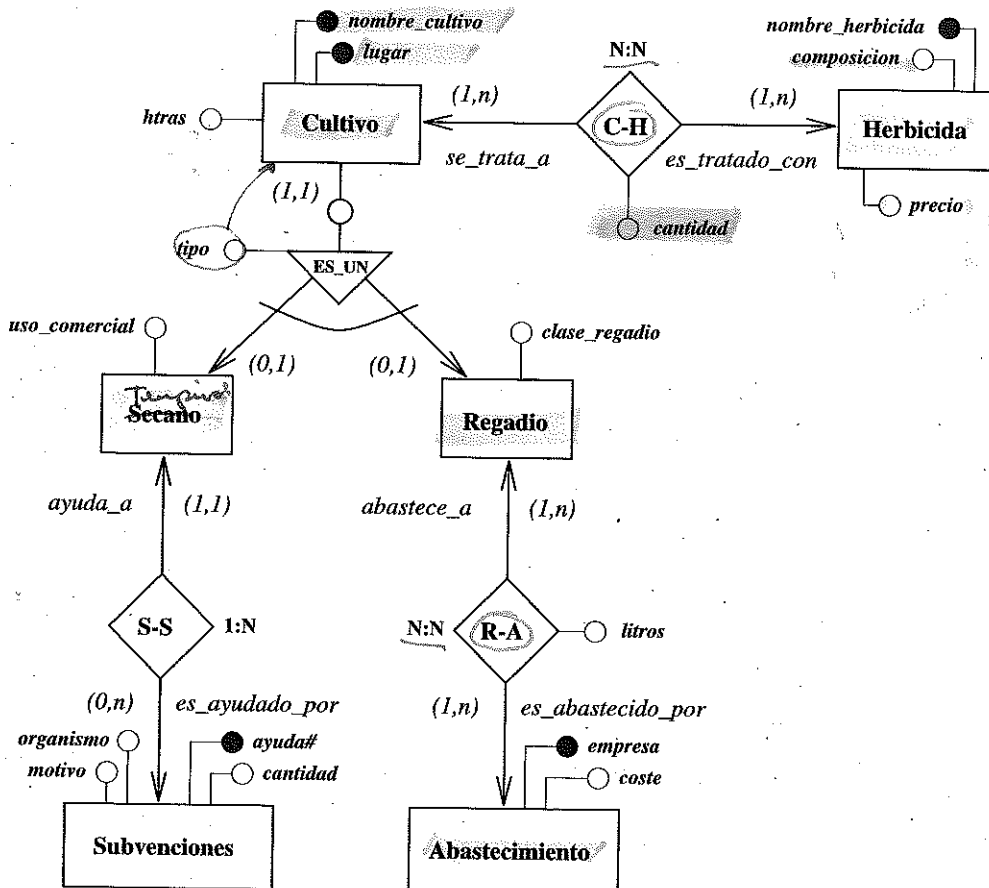 nombre_cultivo
lugar
htras
Cultivo
(1,n)
se_trata_a
N:N
C-H
(1,n)
es_tratado_con
cantidad
nombre_herbicida
composicion
Herbicida
precio
(1,1)
tipo
ES_UN
uso_comercial
(0,1)
(0,1)
clase_regadio
Secano
Regadio
ayuda_a
(1,1)
abastece_a
(1,n)
S-S
1:N
N:N
R-A
litros
(0,n)
es_ayudado_por
(1,n)
es_abastecido_por
organismo
motivo
ayuda#
cantidad
empresa
coste
Subvenciones
Abastecimiento